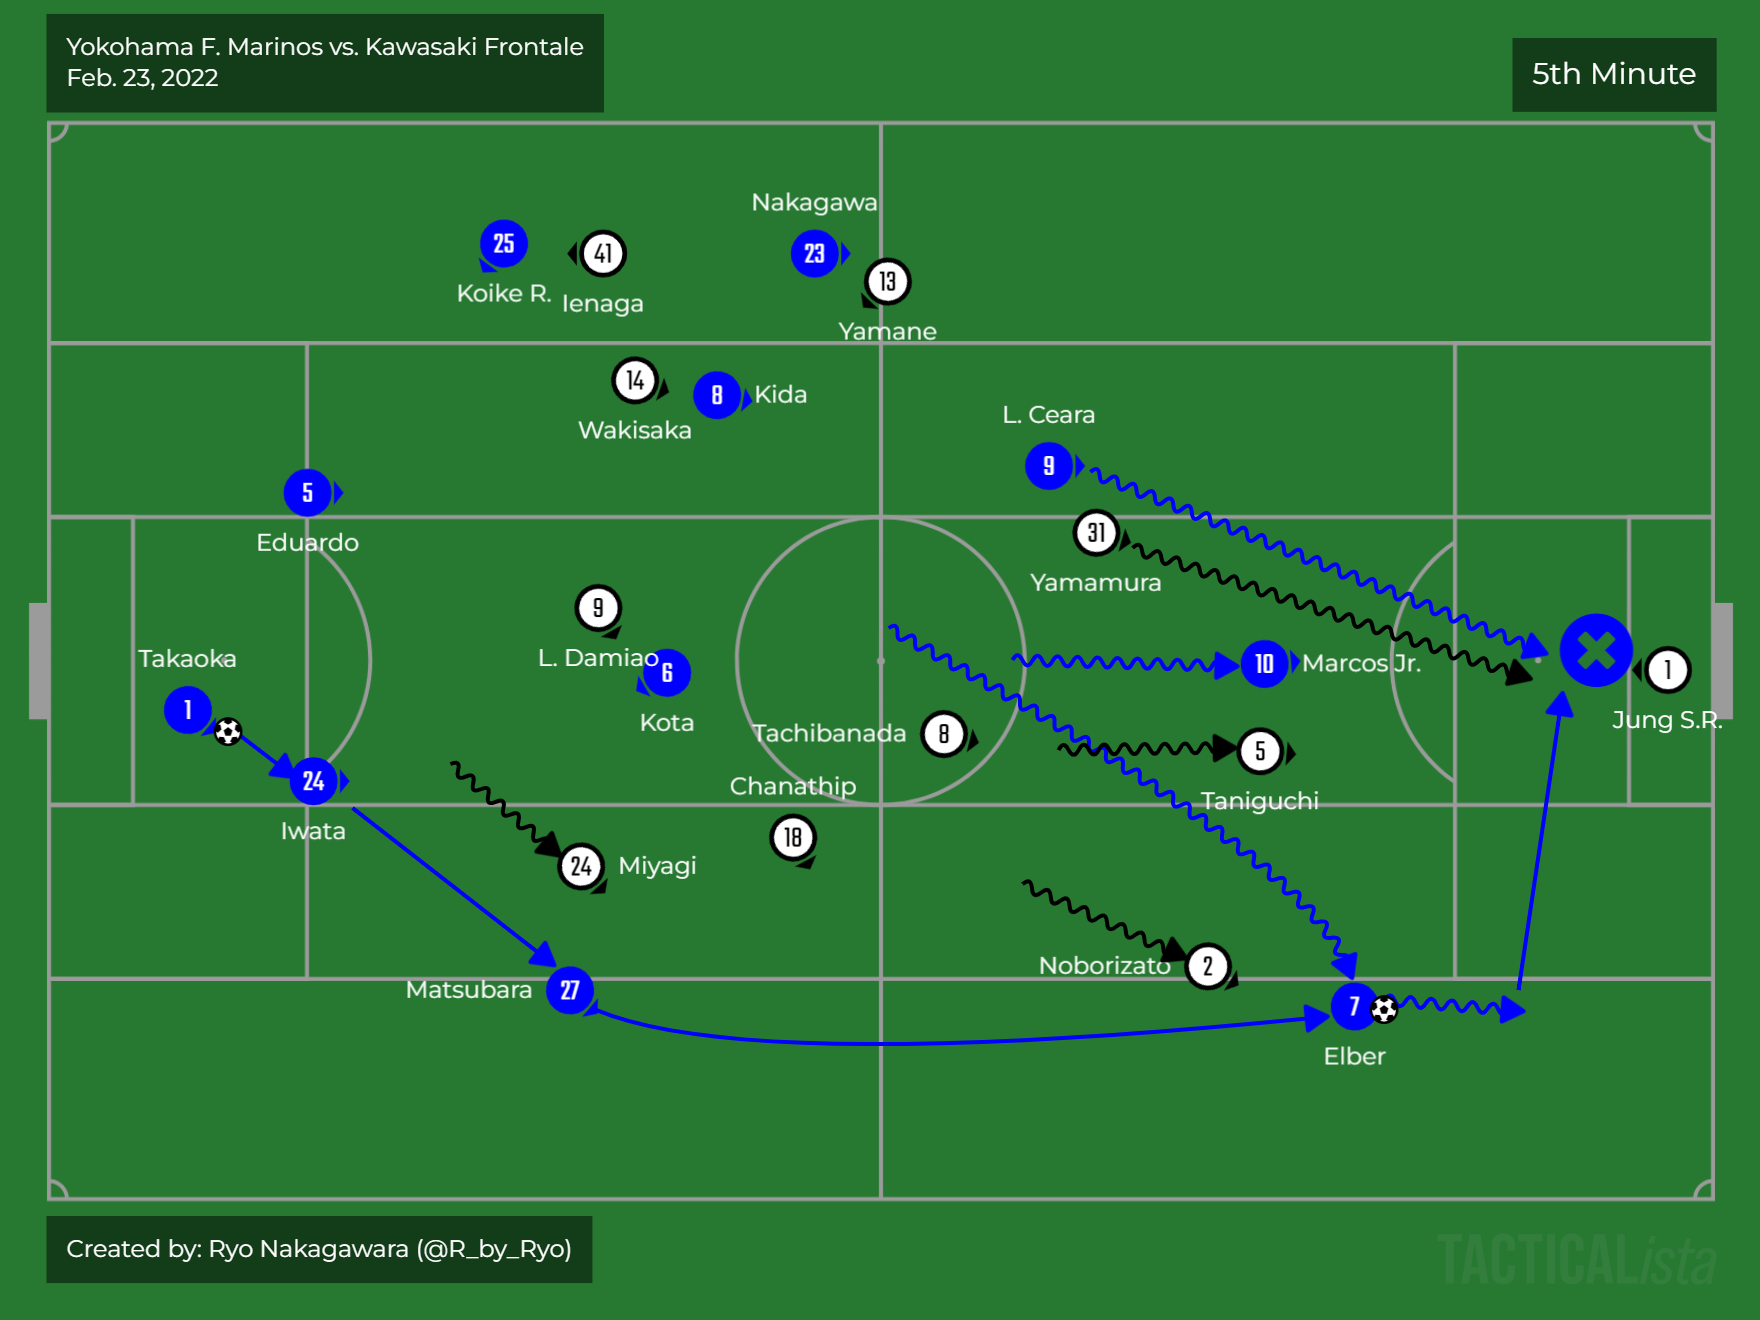 Yokohama F. Marinos vs. Kawasaki Frontale
Feb. 23, 2022
5th Minute
Nakagawa
25
41
23
13
Koike R.
Ienaga
Yamane
14
8
Kida
Wakisaka
L. Ceara
9
5
31
Eduardo
Yamamura
9
Takaoka
L. Damiao
6
10
Marcos Jr.
1
1
Kota
Jung S.R.
Tachibanada
8
5
24
Chanathip
Taniguchi
Iwata
18
24
Miyagi
Noborizato
2
Matsubara
27
7
Elber
Created by: Ryo Nakagawara (@R_by_Ryo)
TACTICALista